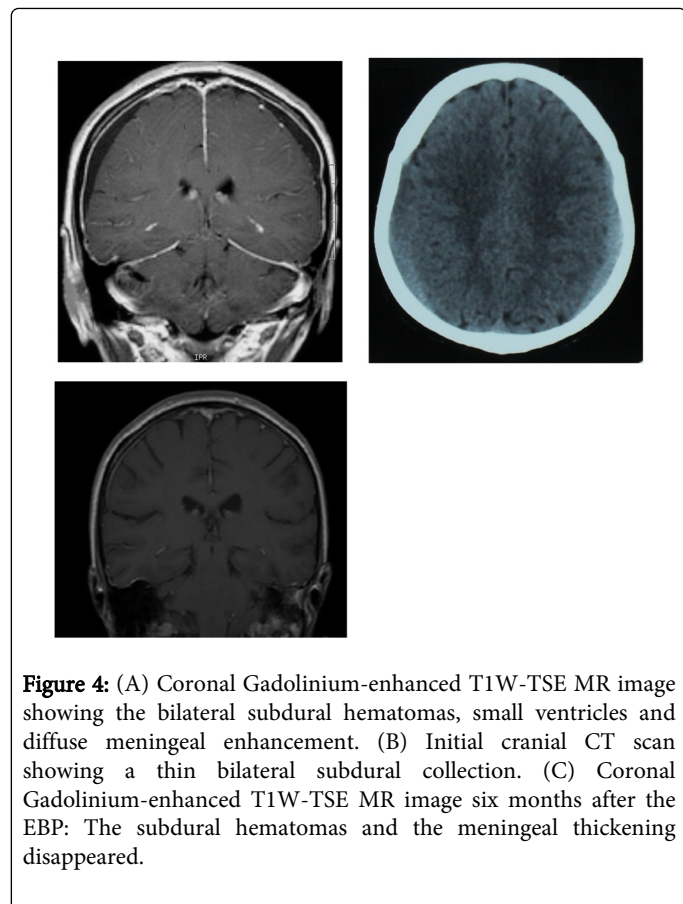 IPR
Figure 4: (A) Coronal Gadolinium-enhanced T1W-TSE MR image
showing the bilateral subdural hematomas, small ventricles and
diffuse meningeal enhancement. (B) Initial cranial CT scan
showing a thin bilateral subdural collection. (C) Coronal
Gadolinium-enhanced T1W-TSE MR image six months after the
EBP: The subdural hematomas and the meningeal thickening
disappeared.